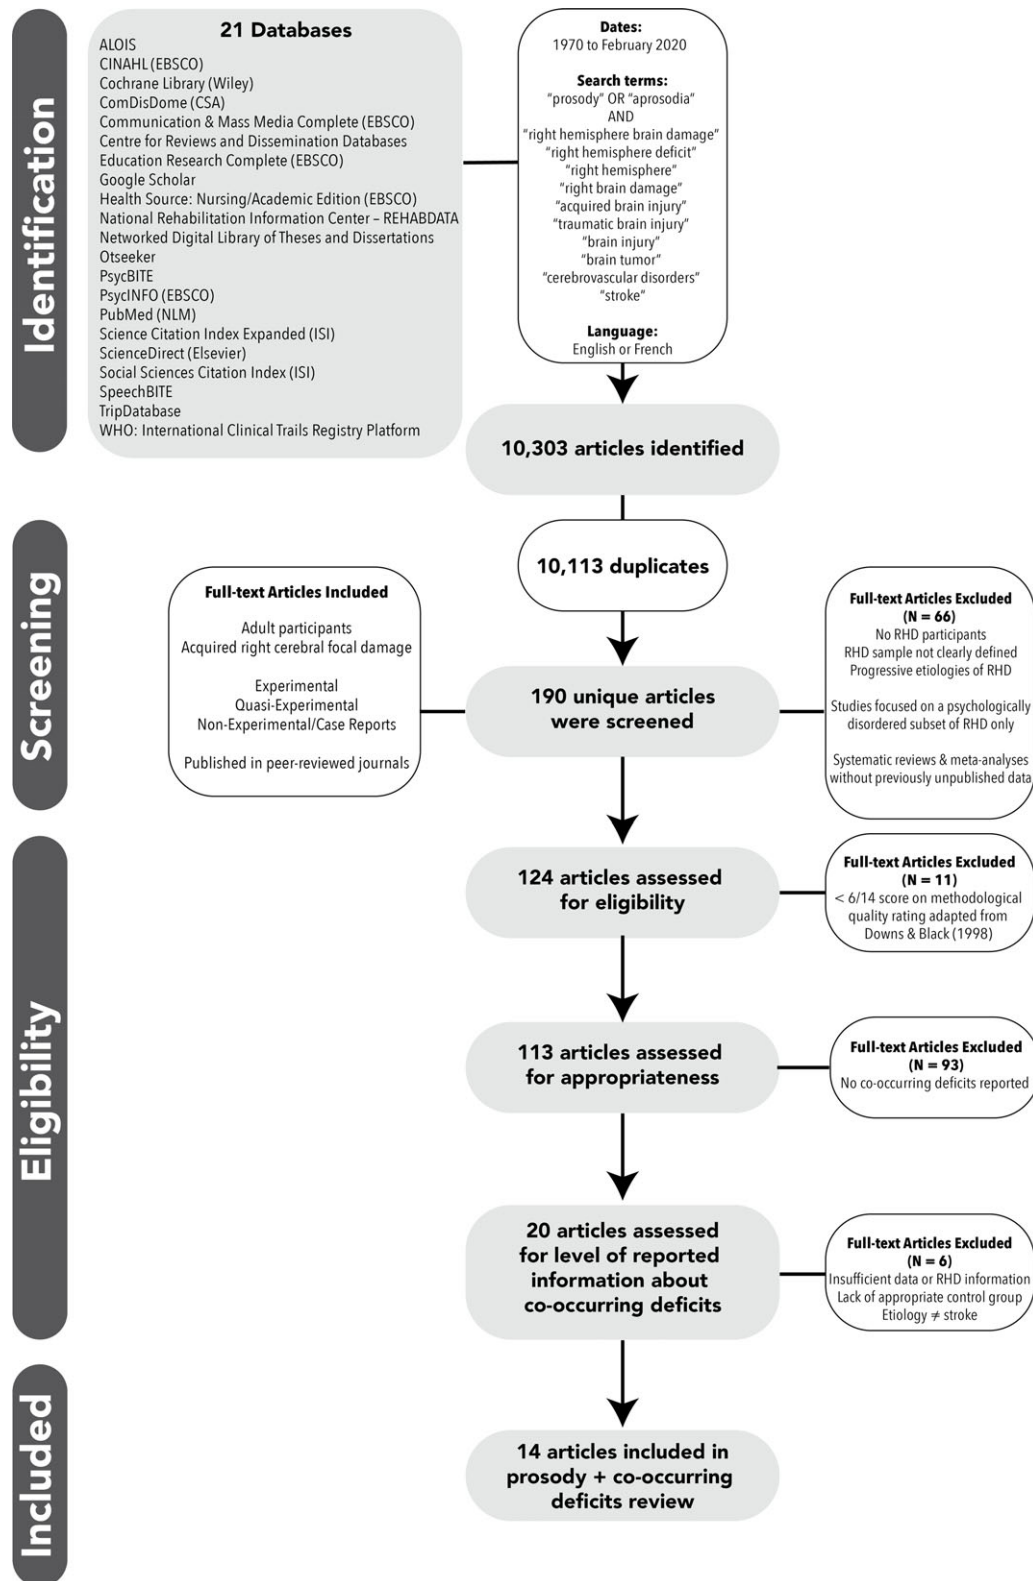 Identification
21 Databases
ALOIS
CINAHL (EBSCO)
Cochrane Library (Wiley)
ComDisDome (CSA)
Communication & Mass Media Complete (EBSCO)
Centre for Reviews and Dissemination Databases
Education Research Complete (EBSCO)
Google Scholar
Health Source: Nursing/Academic Edition (EBSCO)
National Rehabilitation Information Center – REHABDATA
Networked Digital Library of Theses and Dissertations
Otseeker
PsycBITE
PsycINFO (EBSCO)
PubMed (NLM)
Science Citation Index Expanded (ISI)
ScienceDirect (Elsevier)
Social Sciences Citation Index (ISI)
SpeechBITE
TripDatabase
WHO: International Clinical Trails Registry Platform
Dates:
1970 to February 2020
Search terms:
"prosody" OR "aprosodia"
AND
"right hemisphere brain damage"
"right hemisphere deficit"
"right hemisphere"
"right brain damage"
"acquired brain injury"
"traumatic brain injury"
"brain injury"
"brain tumor"
"cerebrovascular disorders"
"stroke"
Language:
English or French
10,303 articles identified
Screening
10,113 duplicates
Full-text Articles Included
Adult participants
Acquired right cerebral focal damage
Experimental
Quasi-Experimental
Non-Experimental/Case Reports
Published in peer-reviewed journals
190 unique articles
were screened
Full-text Articles Excluded
(N = 66)
No RHD participants
RHD sample not clearly defined
Progressive etiologies of RHD
Studies focused on a psychologically
disordered subset of RHD only
Systematic reviews & meta-analyses
without previously unpublished data
Eligibility
124 articles assessed
for eligibility
Full-text Articles Excluded
(N = 11)
< 6/14 score on methodological
quality rating adapted from
Downs & Black (1998)
113 articles assessed
for appropriateness
Full-text Articles Excluded
(N = 93)
No co-occurring deficits reported
20 articles assessed
for level of reported
information about
co-occurring deficits
Full-text Articles Excluded
(N = 6)
Insufficient data or RHD information
Lack of appropriate control group
Etiology ≠ stroke
Included
14 articles included in
prosody + co-occurring
deficits review